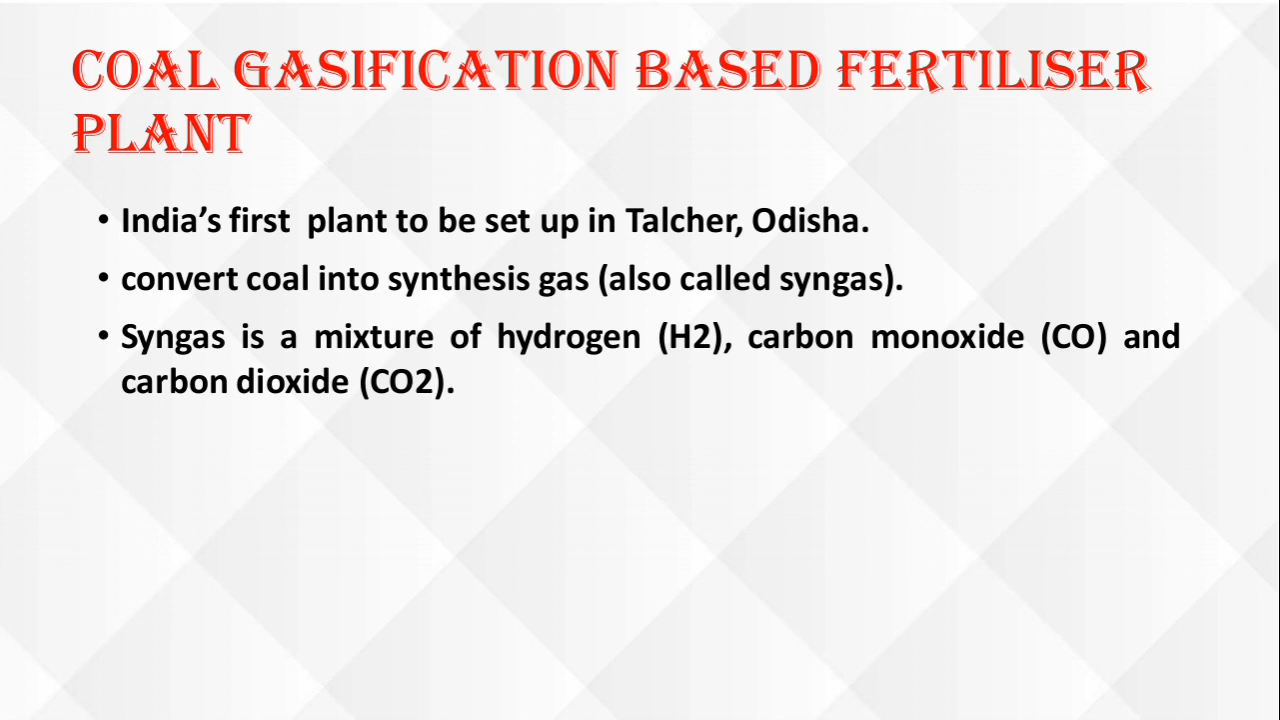 COAL GASIFICATION BASED FERTILISER
PLANT
• India’s first  plant to be set up in Talcher, Odisha.
• convert coal into synthesis gas (also called syngas).
• Syngas is a mixture of hydrogen (H2), carbon monoxide (CO) and
carbon dioxide (CO2).